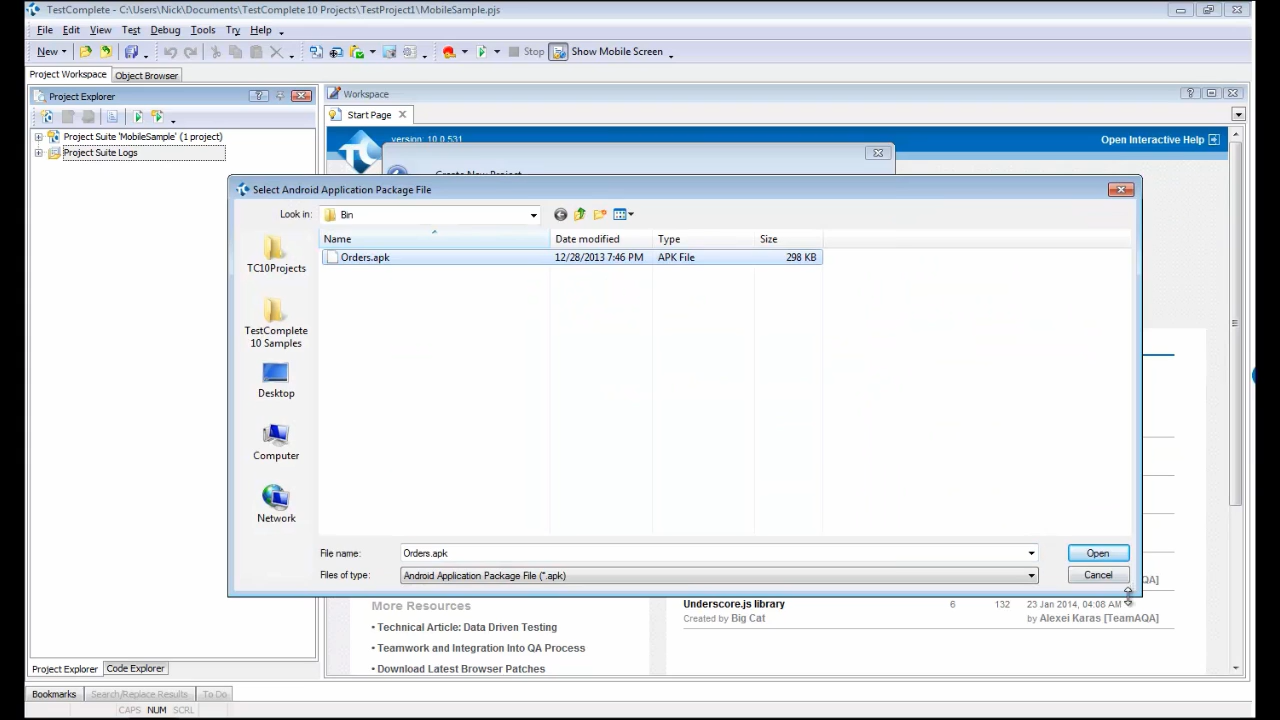 TestComplete - C:\Users\Nick\Documents\TestComplete 10 Projects\TestProject1\MobileSample.pjs
File Edit View Test Debug Tools Try Help
New Stop Show Mobile Screen
Project Workspace Object Browser
Project Explorer
Workspace
Start Page
Project Suite 'MobileSample' (1 project)
Project Suite Logs
version: 10.0.531
Open Interactive Help
Create New Project
Select Android Application Package File
Look in: Bin
Name Date modified Type Size
Orders.apk 12/28/2013 7:46 PM APK File 298 KB
TC10Projects
TestComplete
10 Samples
Desktop
Computer
Network
File name: Orders.apk Open
Files of type: Android Application Package File (*.apk) Cancel
QA]
More Resources
Underscore.js library 6 132 23 Jan 2014, 04:08 AM
Created by Big Cat by Alexei Karas [TeamAQA]
• Technical Article: Data Driven Testing
• Teamwork and Integration Into QA Process
• Download Latest Browser Patches
Project Explorer Code Explorer
Bookmarks Search/Replace Results To Do
CAPS NUM SCRL